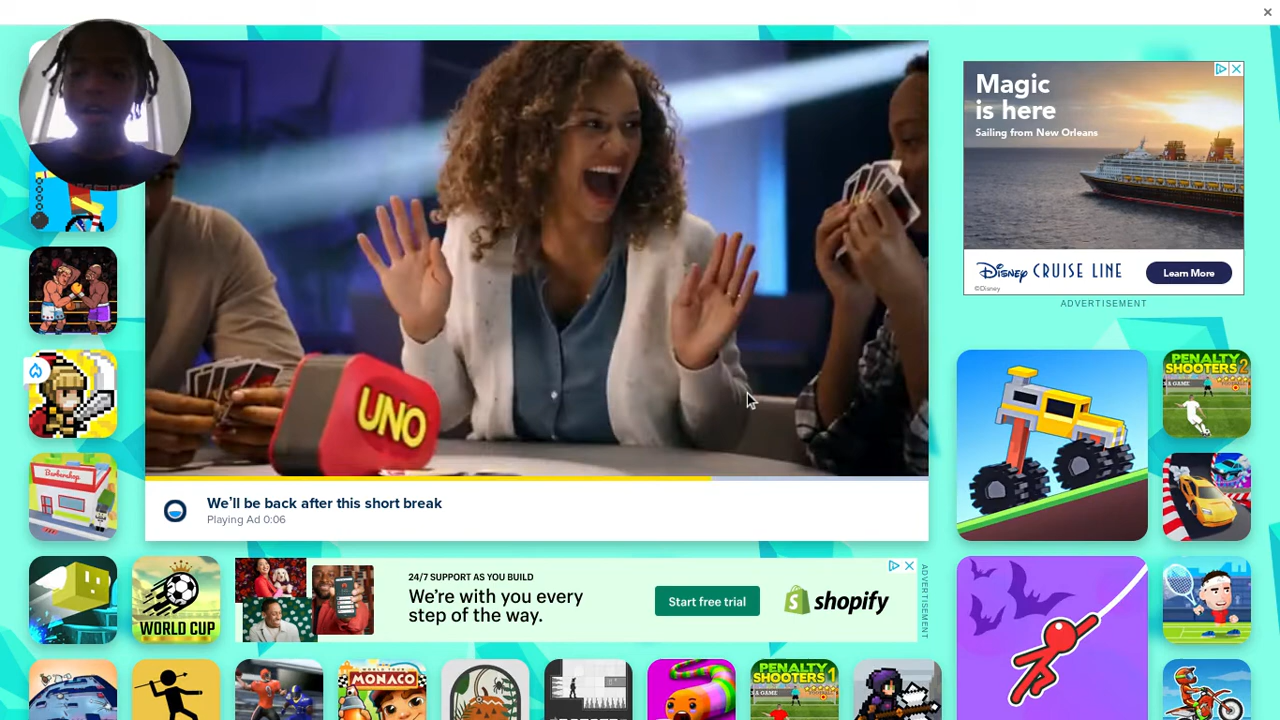 Magic
is here
Sailing from New Orleans
Disney CRUISE LINE
Learn More
©Disney
ADVERTISEMENT
UNO
We'll be back after this short break
Playing Ad 0:06
PENALTY
SHOOTERS 2
Barbershop
WORLD CUP
24/7 SUPPORT AS YOU BUILD
We're with you every
step of the way.
Start free trial
shopify
ADVERTISEMENT
MONACO
PENALTY
SHOOTERS 1